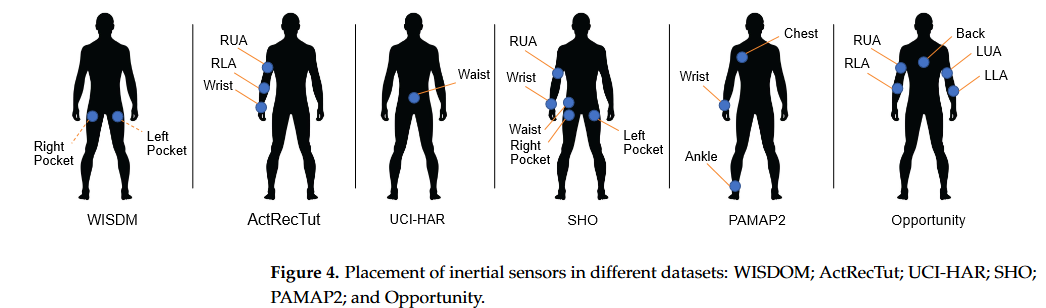 Right
Pocket
Left
Pocket
WISDM
RUA
RLA
Wrist
ActRecTut
Waist
UCI-HAR
RUA
Wrist
Waist
Right
Pocket
Left
Pocket
SHO
Chest
Wrist
Ankle
PAMAP2
RUA
RLA
Back
LUA
LLA
Opportunity
Figure 4. Placement of inertial sensors in different datasets: WISDOM; ActRecTut; UCI-HAR; SHO;
PAMAP2; and Opportunity.